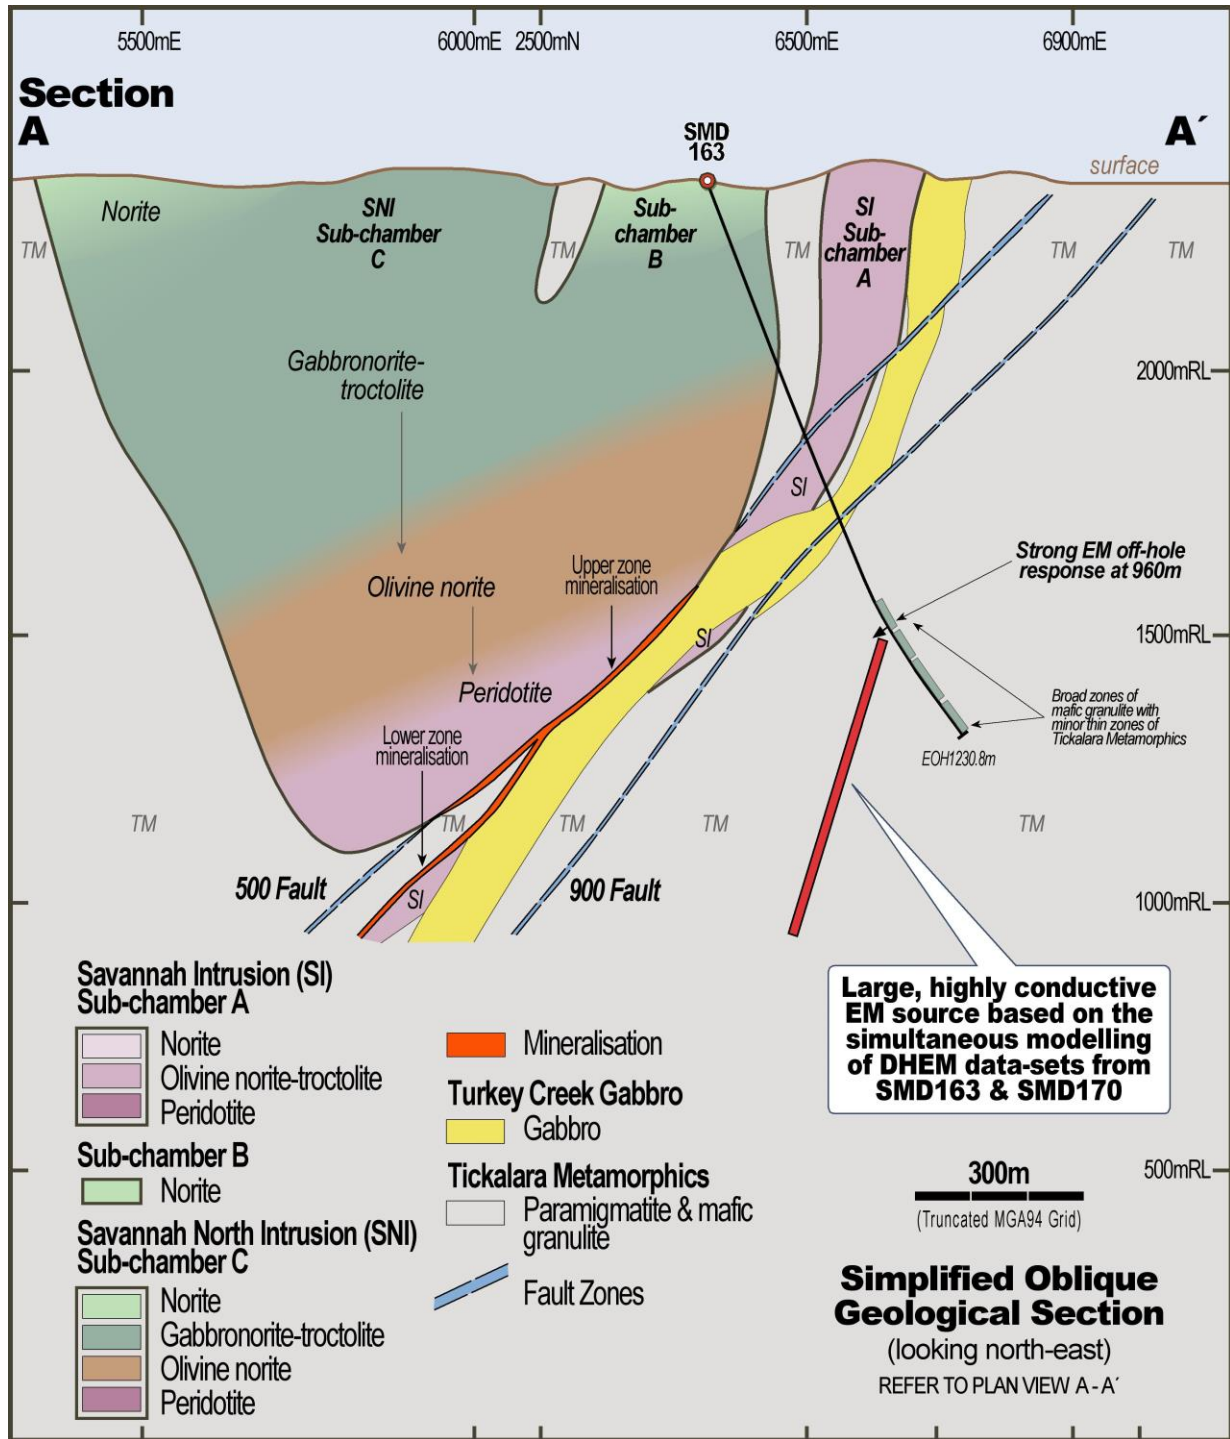 5500mE
6000mE
2500mN
6500mE
6900mE
Section
A
A´
SMD
163
surface
Norite
SNI
Sub-chamber
C
Sub-
chamber
B
SI
Sub-
chamber
A
TM
TM
TM
TM
TM
Gabbronorite-
troctolite
2000mRL
SI
Upper zone
mineralisation
Strong EM off-hole
response at 960m
Olivine norite
SI
1500mRL
Peridotite
Broad zones of
mafic granulite with
minor thin zones of
Tickalara Metamorphics
Lower zone
mineralisation
EOH1230.8m
TM
TM
TM
TM
TM
500 Fault
SI
900 Fault
1000mRL
Savannah Intrusion (SI)
Sub-chamber A
Norite
Olivine norite-troctolite
Peridotite
Sub-chamber B
Norite
Savannah North Intrusion (SNI)
Sub-chamber C
Norite
Gabbronorite-troctolite
Olivine norite
Peridotite
Mineralisation
Turkey Creek Gabbro
Gabbro
Tickalara Metamorphics
Paramigmatite & mafic
granulite
Fault Zones
Large, highly conductive
EM source based on the
simultaneous modelling
of DHEM data-sets from
SMD163 & SMD170
500mRL
300m
(Truncated MGA94 Grid)
Simplified Oblique
Geological Section
(looking north-east)
REFER TO PLAN VIEW A - A´